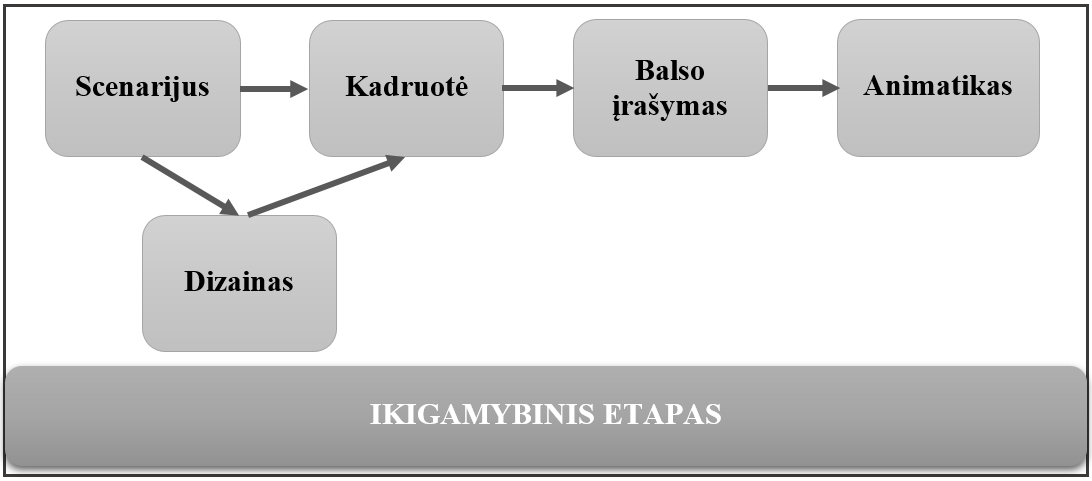 Scenarijus
Kadruotė
Balso
įrašymas
Animatikas
Dizainas
IKIGAMYBINIS ETAPAS